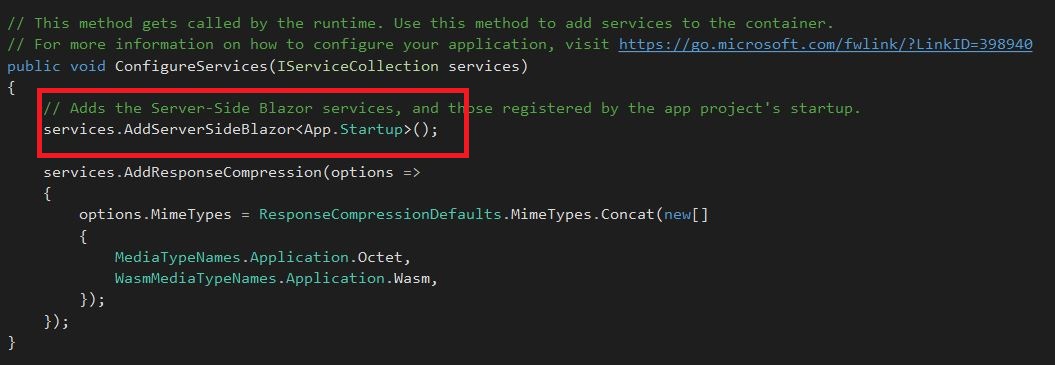 // This method gets called by the runtime. Use this method to add services to the container.
// For more information on how to configure your application, visit https://go.microsoft.com/fwlink/?LinkID=398940
public void ConfigureServices(IServiceCollection services)
{
    // Adds the Server-Side Blazor services, and those registered by the app project's startup.
    services.AddServerSideBlazor<App.Startup>();

    services.AddResponseCompression(options =>
    {
        options.MimeTypes = ResponseCompressionDefaults.MimeTypes.Concat(new[]
        {
            MediaTypeNames.Application.Octet,
            WasmMediaTypeNames.Application.Wasm,
        });
    });
}